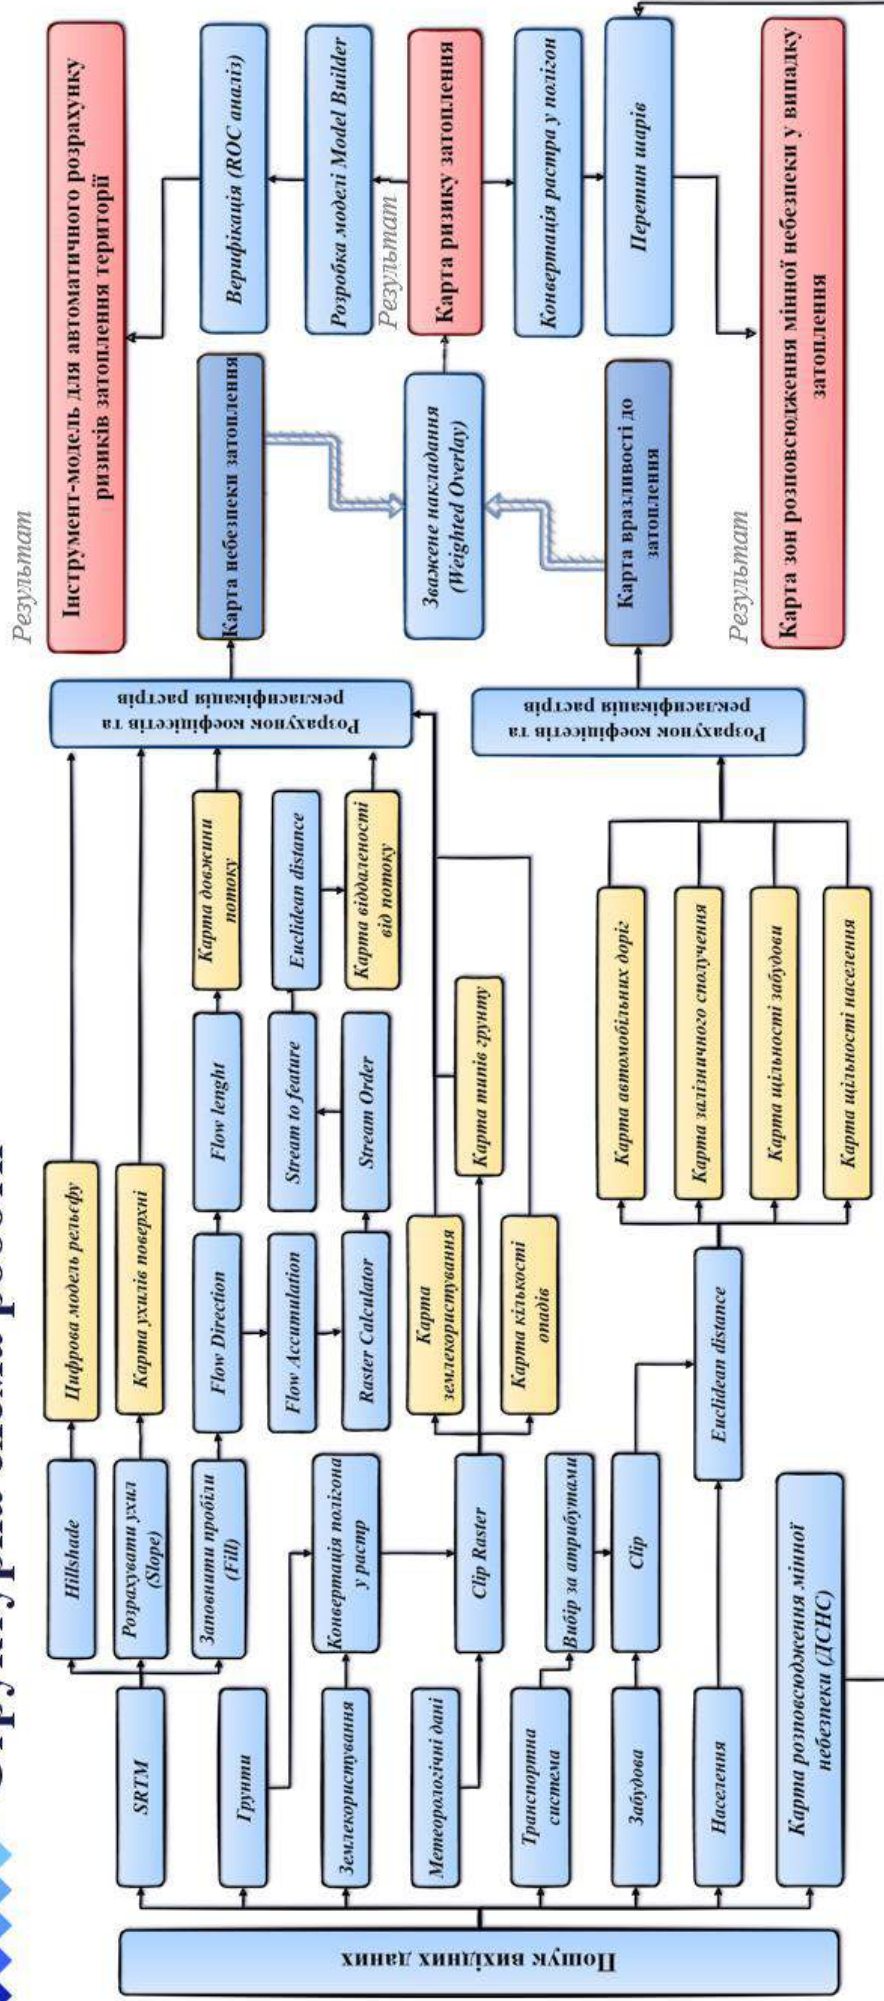 Структурна схема роботи
Пошук вихідних даних
SRTM
Грунти
Землекористування
Метеорологічні дані
Транспортна
система
Забудова
Населення
Карта розповсюдження мінної
небезпеки (ДСНС)
Hillshade
Розрахувати ухил
(Slope)
Заповнити пробіли
(Fill)
Конвертація полігона
у растр
Clip Raster
Вибір за атрибутами
Clip
Euclidean distance
Цифрова модель рельєфу
Карта ухилів поверхні
Flow Direction
Flow Accumulation
Raster Calculator
Карта
землекористування
Карта кількості
опадів
Flow lenght
Stream to feature
Stream Order
Карта типів грунту
Карта довжини
потоку
Euclidean distance
Карта віддаленості
від потоку
Карта автомобільних доріг
Карта залізничного сполучення
Карта щільності забудови
Карта щільності населення
Розрахунок коефіцієтів та
рекласифікація растрів
Розрахунок коефіцієтів та
рекласифікація растрів
Карта небезпеки затоплення
Зважене накладання
(Weighted Overlay)
Карта вразливості до
затоплення
Результат
Інструмент-модель для автоматичного розрахунку
ризиків затоплення території
Верифікація (ROC аналіз)
Розробка моделі Model Builder
Результат
Карта ризику затоплення
Конвертація растра у полігон
Перетин шарів
Результат
Карта зон розповсюдження мінної небезпеки у випадку
затоплення